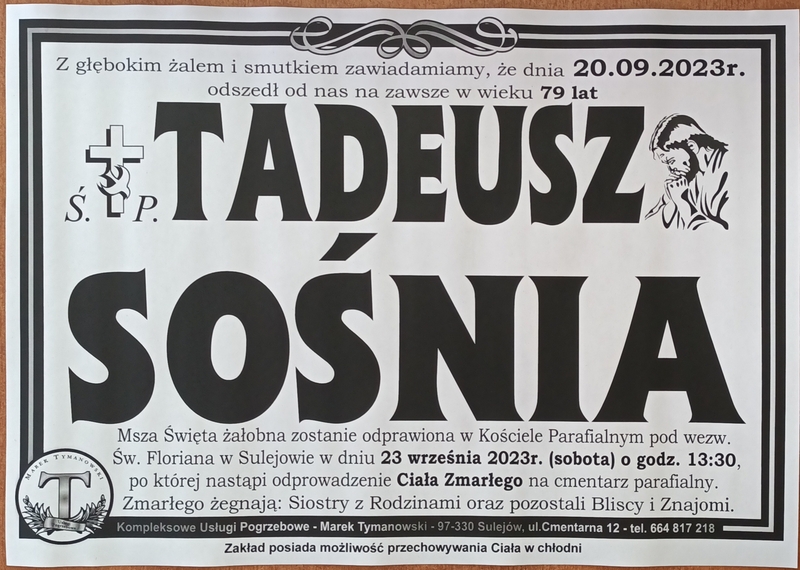 Z głębokim żalem i smutkiem zawiadamiamy, że dnia 20.09.2023r.
odszedł od nas na zawsze w wieku 79 lat
Ś. P. TADEUSZ
SOŚNIA
Msza Święta żałobna zostanie odprawiona w Kościele Parafialnym pod wezw.
Św. Floriana w Sulejowie w dniu 23 września 2023r. (sobota) o godz. 13:30,
po której nastąpi odprowadzenie Ciała Zmarłego na cmentarz parafialny.
Zmarłego żegnają: Siostry z Rodzinami oraz pozostali Bliscy i Znajomi.
MAREK TYMANOWSKI
T
Kompleksowe Usługi Pogrzebowe - Marek Tymanowski - 97-330 Sulejów, ul.Cmentarna 12 - tel. 664 817 218
Zakład posiada możliwość przechowywania Ciała w chłodni